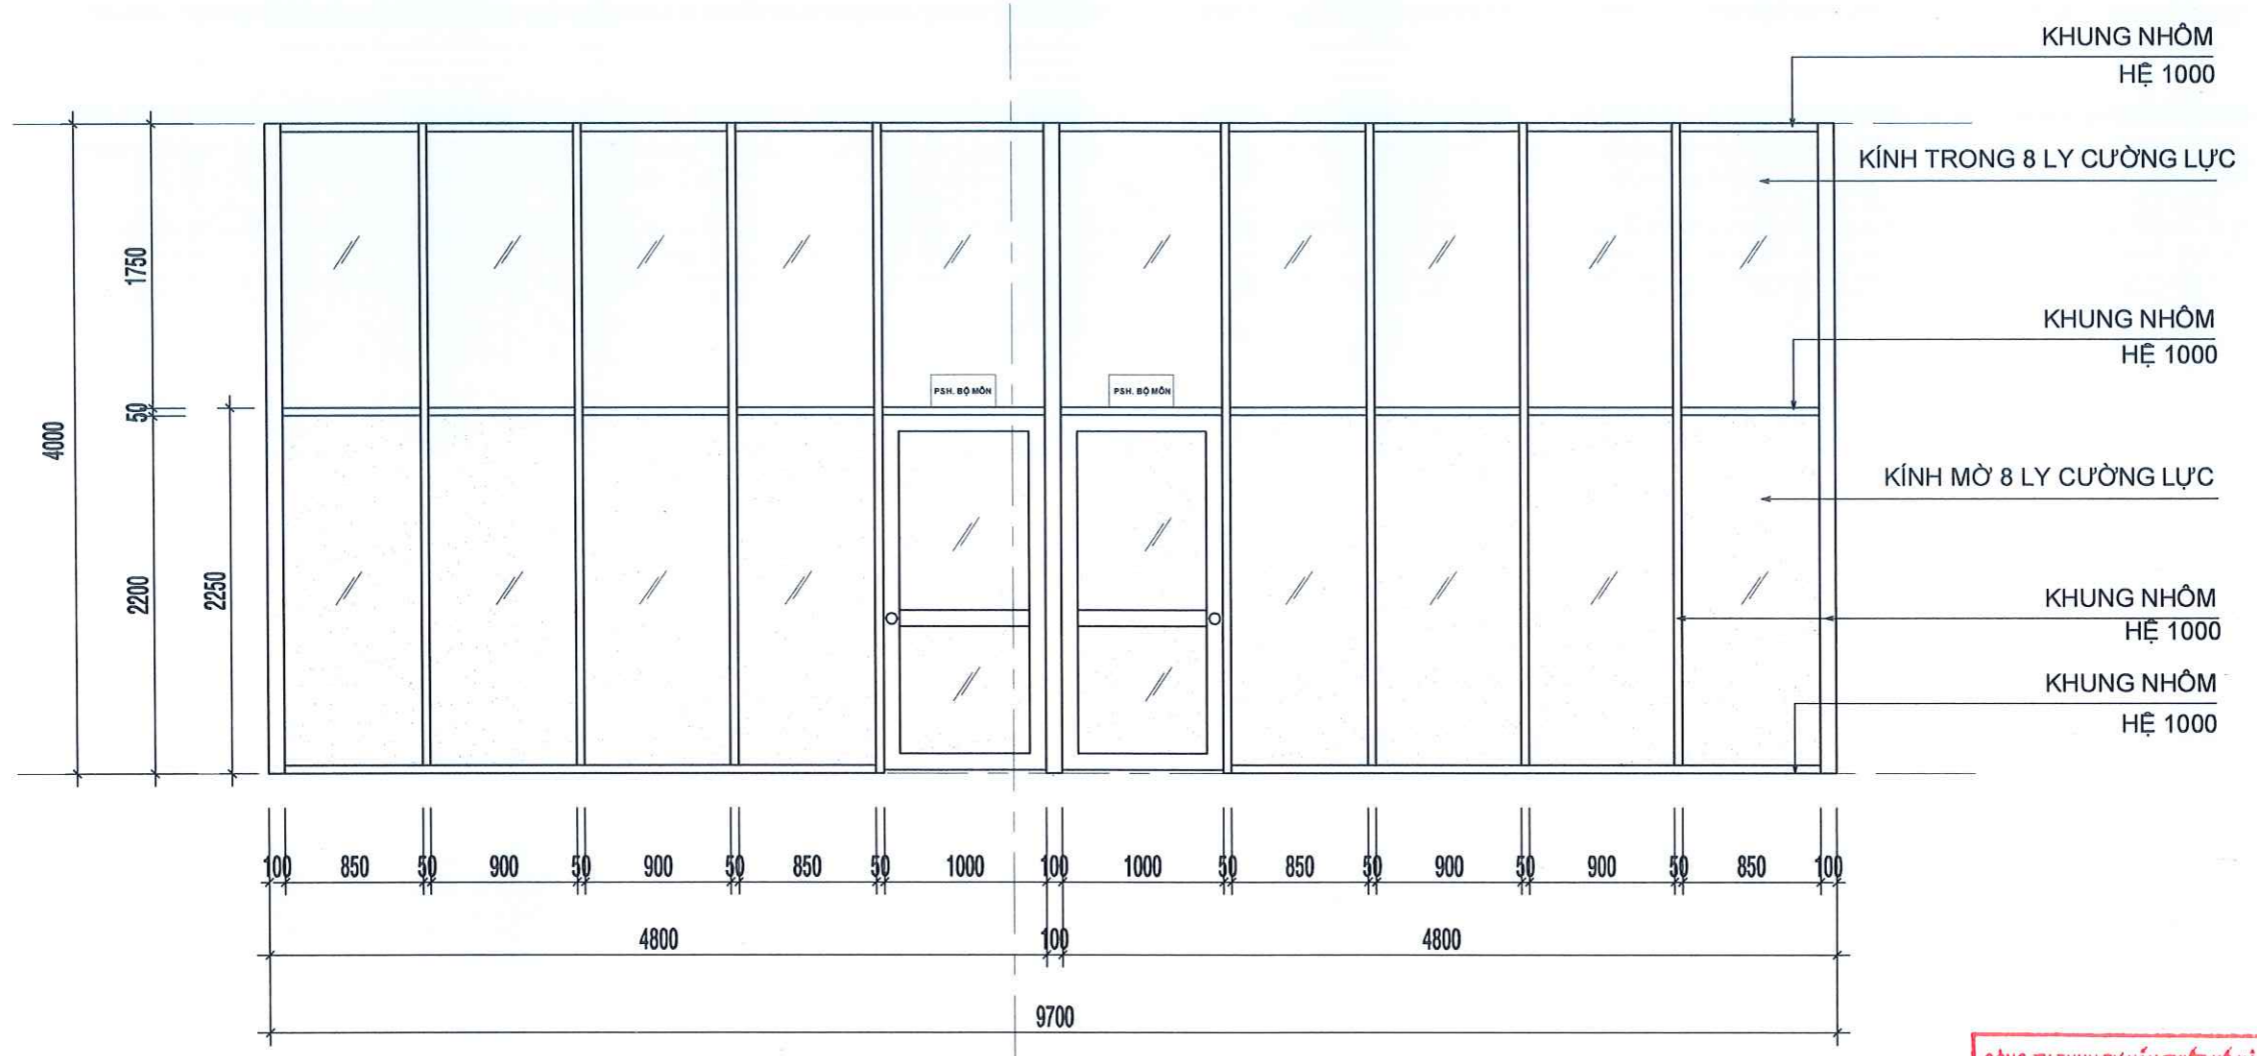 KHUNG NHÔM
HỆ 1000
KÍNH TRONG 8 LY CƯỜNG LỰC
1750
KHUNG NHÔM
HỆ 1000
PSH. BỘ MÔN
PSH. BỘ MÔN
50
4000
KÍNH MỜ 8 LY CƯỜNG LỰC
2200
2250
KHUNG NHÔM
HỆ 1000
KHUNG NHÔM
HỆ 1000
100 850 50 900 50 900 50 850 50 1000 100 1000 50 850 50 900 50 900 50 850 100
4800 100 4800
9700